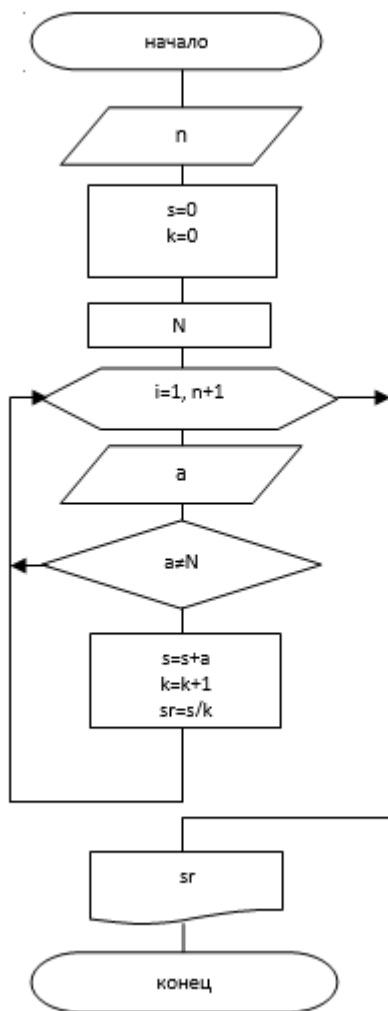 начало
n
s=0
k=0
N
i=1, n+1
a
a≠N
s=s+a
k=k+1
sr=s/k
sr
конец